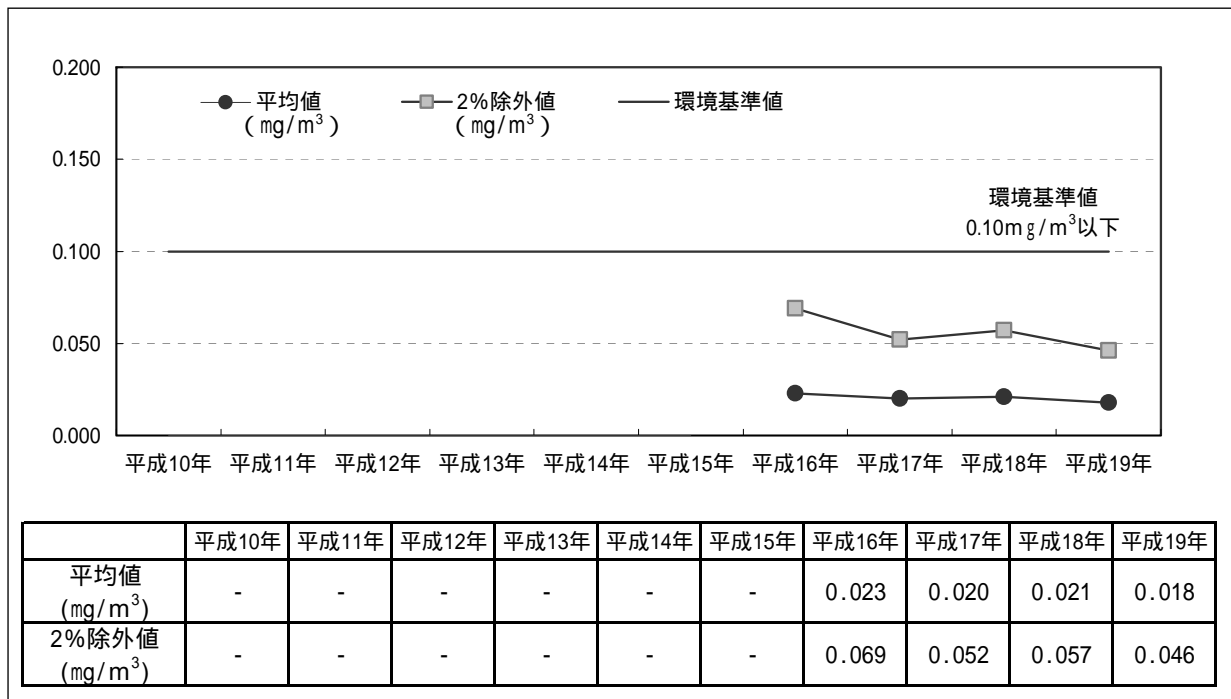 0.200
平均値
(㎎/m³)
2%除外値
(㎎/m³)
環境基準値
0.150
環境基準値
0.10mg/m³以下
0.100
0.050
0.000
平成10年 平成11年 平成12年 平成13年 平成14年 平成15年 平成16年 平成17年 平成18年 平成19年
平成10年 平成11年 平成12年 平成13年 平成14年 平成15年 平成16年 平成17年 平成18年 平成19年
平均値
(㎎/m³)
- - - - - - 0.023 0.020 0.021 0.018
2%除外値
(㎎/m³)
- - - - - - 0.069 0.052 0.057 0.046